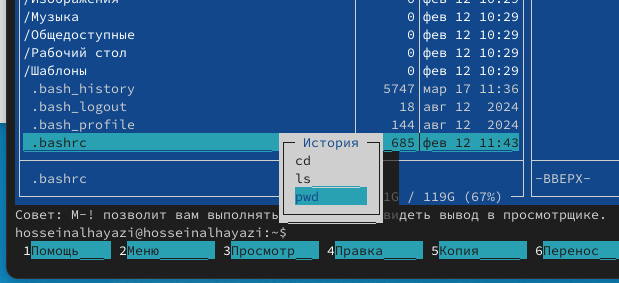 /Изображения 0 фев 12 10:29
/Музыка 0 фев 12 10:29
/Общедоступные 0 фев 12 10:29
/Рабочий стол 0 фев 12 10:29
/Шаблоны 0 фев 12 10:29
.bash_history 5747 мар 17 11:36
.bash_logout 18 авг 12 2024
.bash_profile 144 авг 12 2024
.bashrc 685 фев 12 11:43
История
cd
ls
pwd
.bashrc -ВВЕРХ-
1G / 119G (67%)
Совет: M-! позволит вам выполнять видеть вывод в просмотрщике.
hosseinalhayazi@hosseinalhayazi:~$
1Помощь 2Меню 3Просмотр 4Правка 5Копия 6Перенос